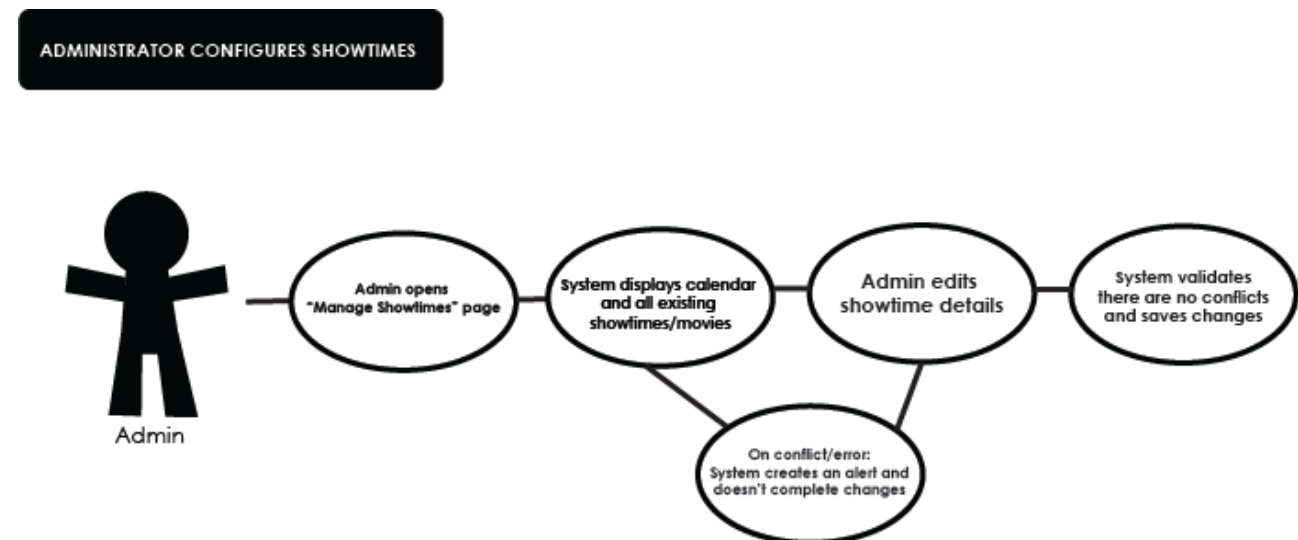 ADMINISTRATOR CONFIGURES SHOWTIMES
Admin opens
“Manage Showtimes” page
System displays calendar
and all existing
showtimes/movies
Admin edits
showtime details
System validates
there are no conflicts
and saves changes
On conflict/error:
System creates an alert and
doesn’t complete changes
Admin